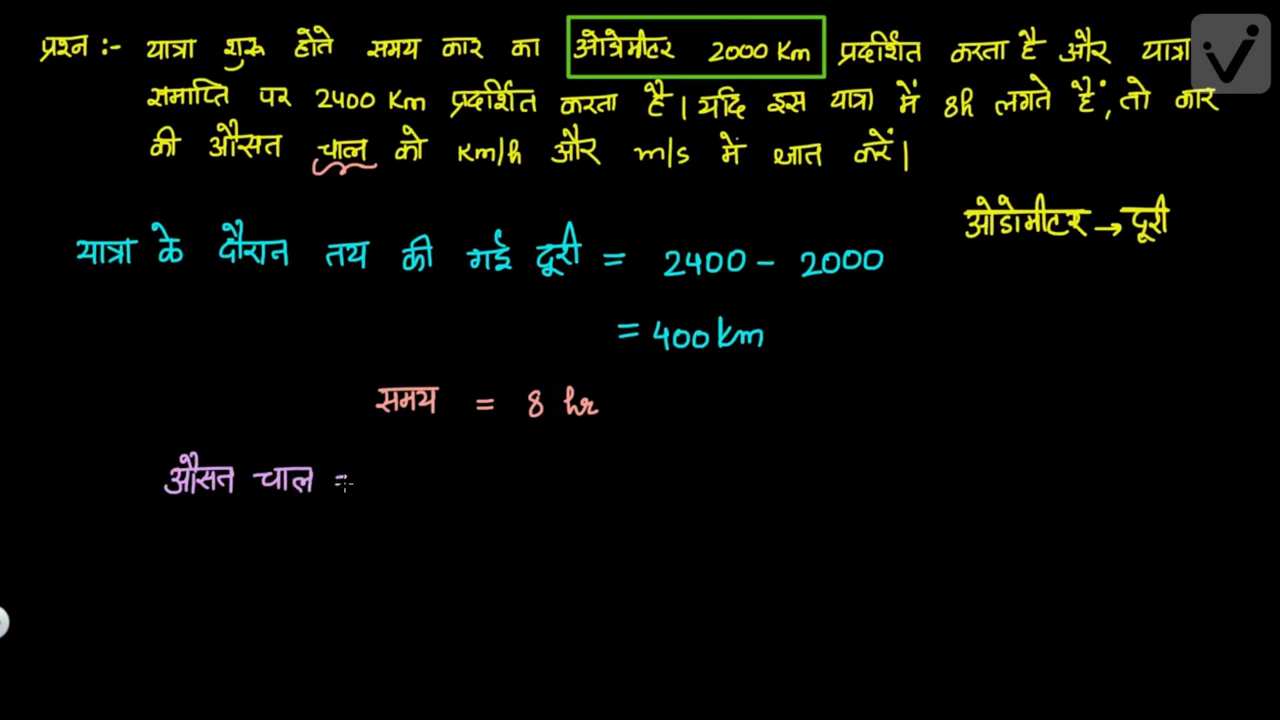 प्रश्न :- यात्रा शुरू होते समय कार का ओडोमीटर 2000 Km प्रदर्शित करता है और यात्रा
समाप्ति पर 2400 Km प्रदर्शित करता है। यदि इस यात्रा में 8h लगते हैं, तो कार
की औसत चाल को Km/h और m/s में ज्ञात करें।
ओडोमीटर → दूरी
यात्रा के दौरान तय की गई दूरी = 2400 - 2000
= 400 km
समय = 8 hr
औसत चाल =